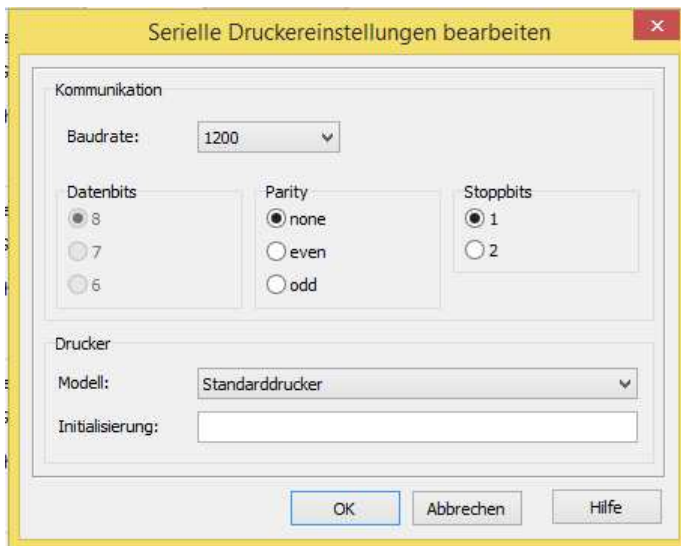 Serielle Druckereinstellungen bearbeiten
Kommunikation
Baudrate: 1200
Datenbits Parity Stoppbits
8 none 1
7 even 2
6 odd
Drucker
Modell: Standarddrucker
Initialisierung:
OK Abbrechen Hilfe